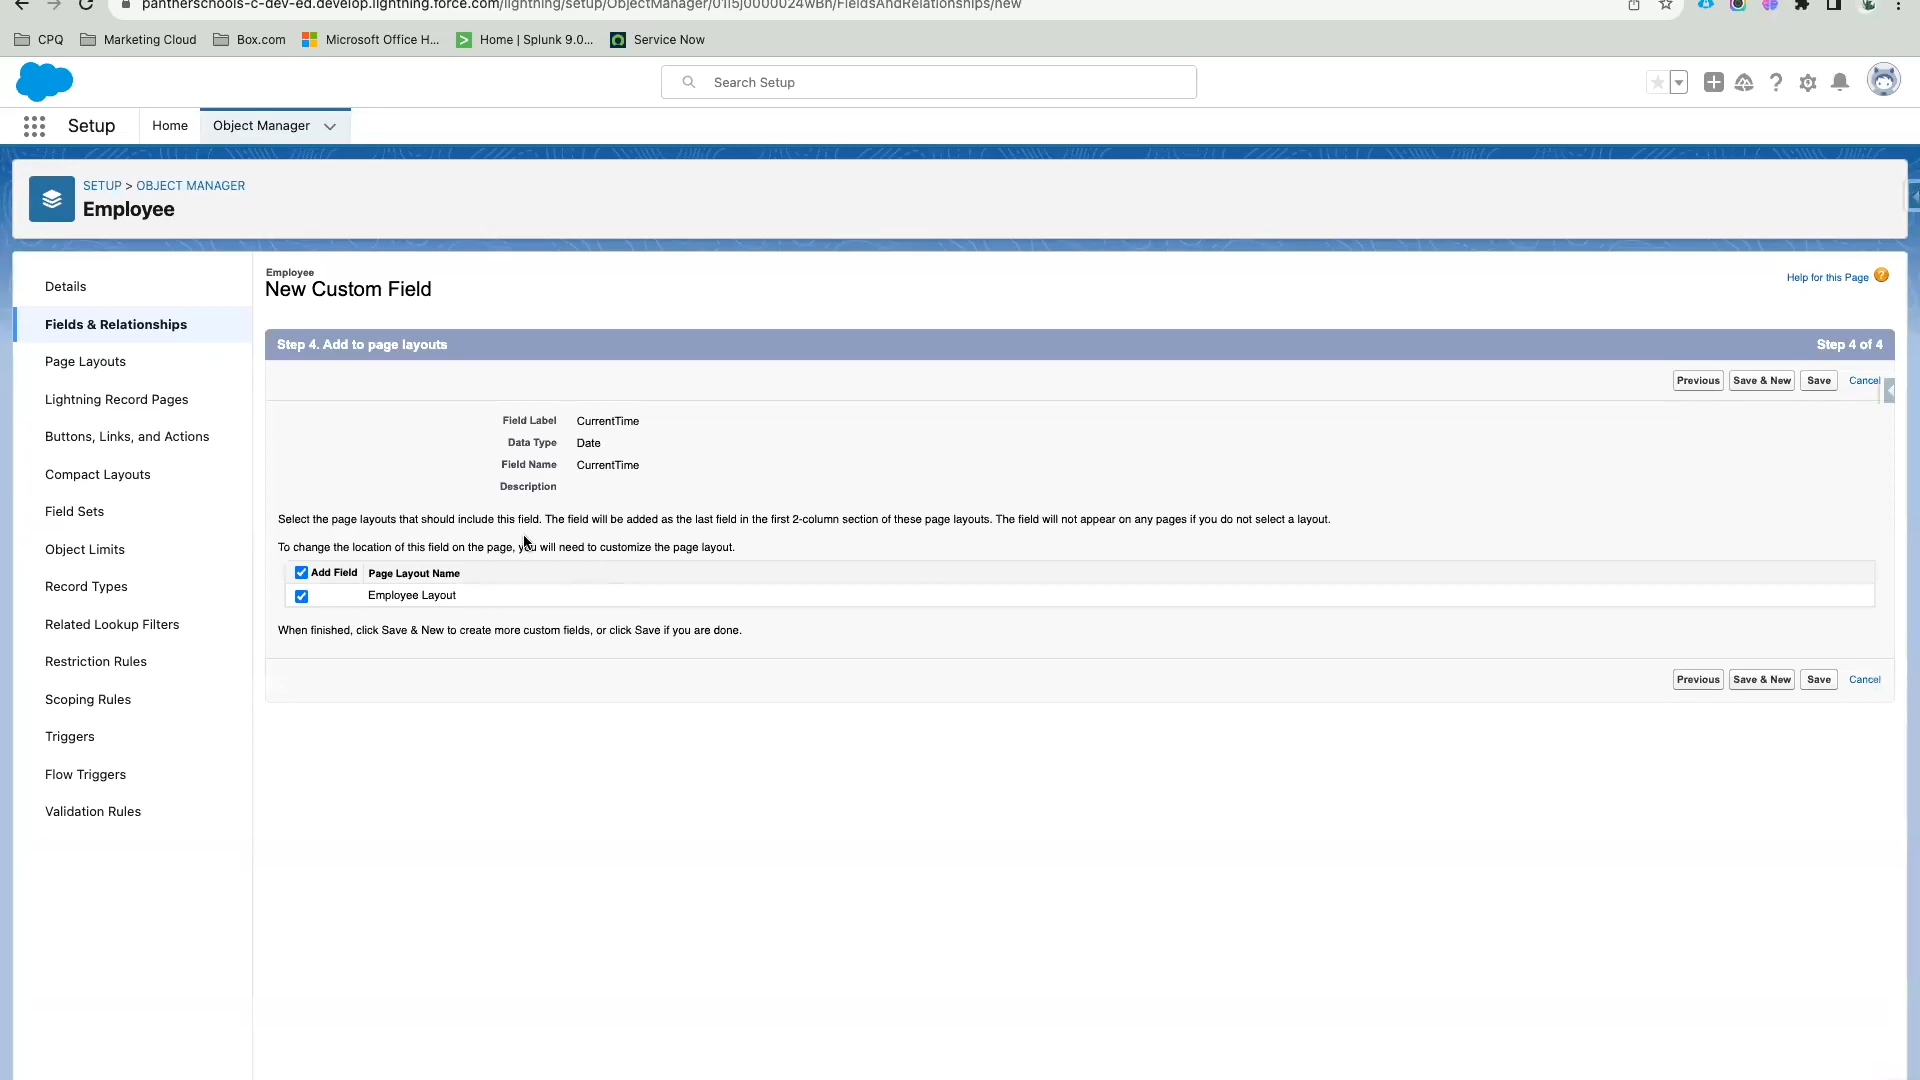 pantherschools-c-dev-ed.develop.lightning.force.com/lightning/setup/ObjectManager/01I5j0000024wBh/FieldsAndRelationships/new
CPQ Marketing Cloud Box.com Microsoft Office H... Home | Splunk 9.0... Service Now
Search Setup
Setup Home Object Manager
SETUP > OBJECT MANAGER
Employee
Details
Fields & Relationships
Page Layouts
Lightning Record Pages
Buttons, Links, and Actions
Compact Layouts
Field Sets
Object Limits
Record Types
Related Lookup Filters
Restriction Rules
Scoping Rules
Triggers
Flow Triggers
Validation Rules
Employee
New Custom Field
Help for this Page
Step 4. Add to page layouts Step 4 of 4
Previous Save & New Save Cancel
Field Label CurrentTime
Data Type Date
Field Name CurrentTime
Description
Select the page layouts that should include this field. The field will be added as the last field in the first 2-column section of these page layouts. The field will not appear on any pages if you do not select a layout.
To change the location of this field on the page, you will need to customize the page layout.
Add Field Page Layout Name
Employee Layout
When finished, click Save & New to create more custom fields, or click Save if you are done.
Previous Save & New Save Cancel